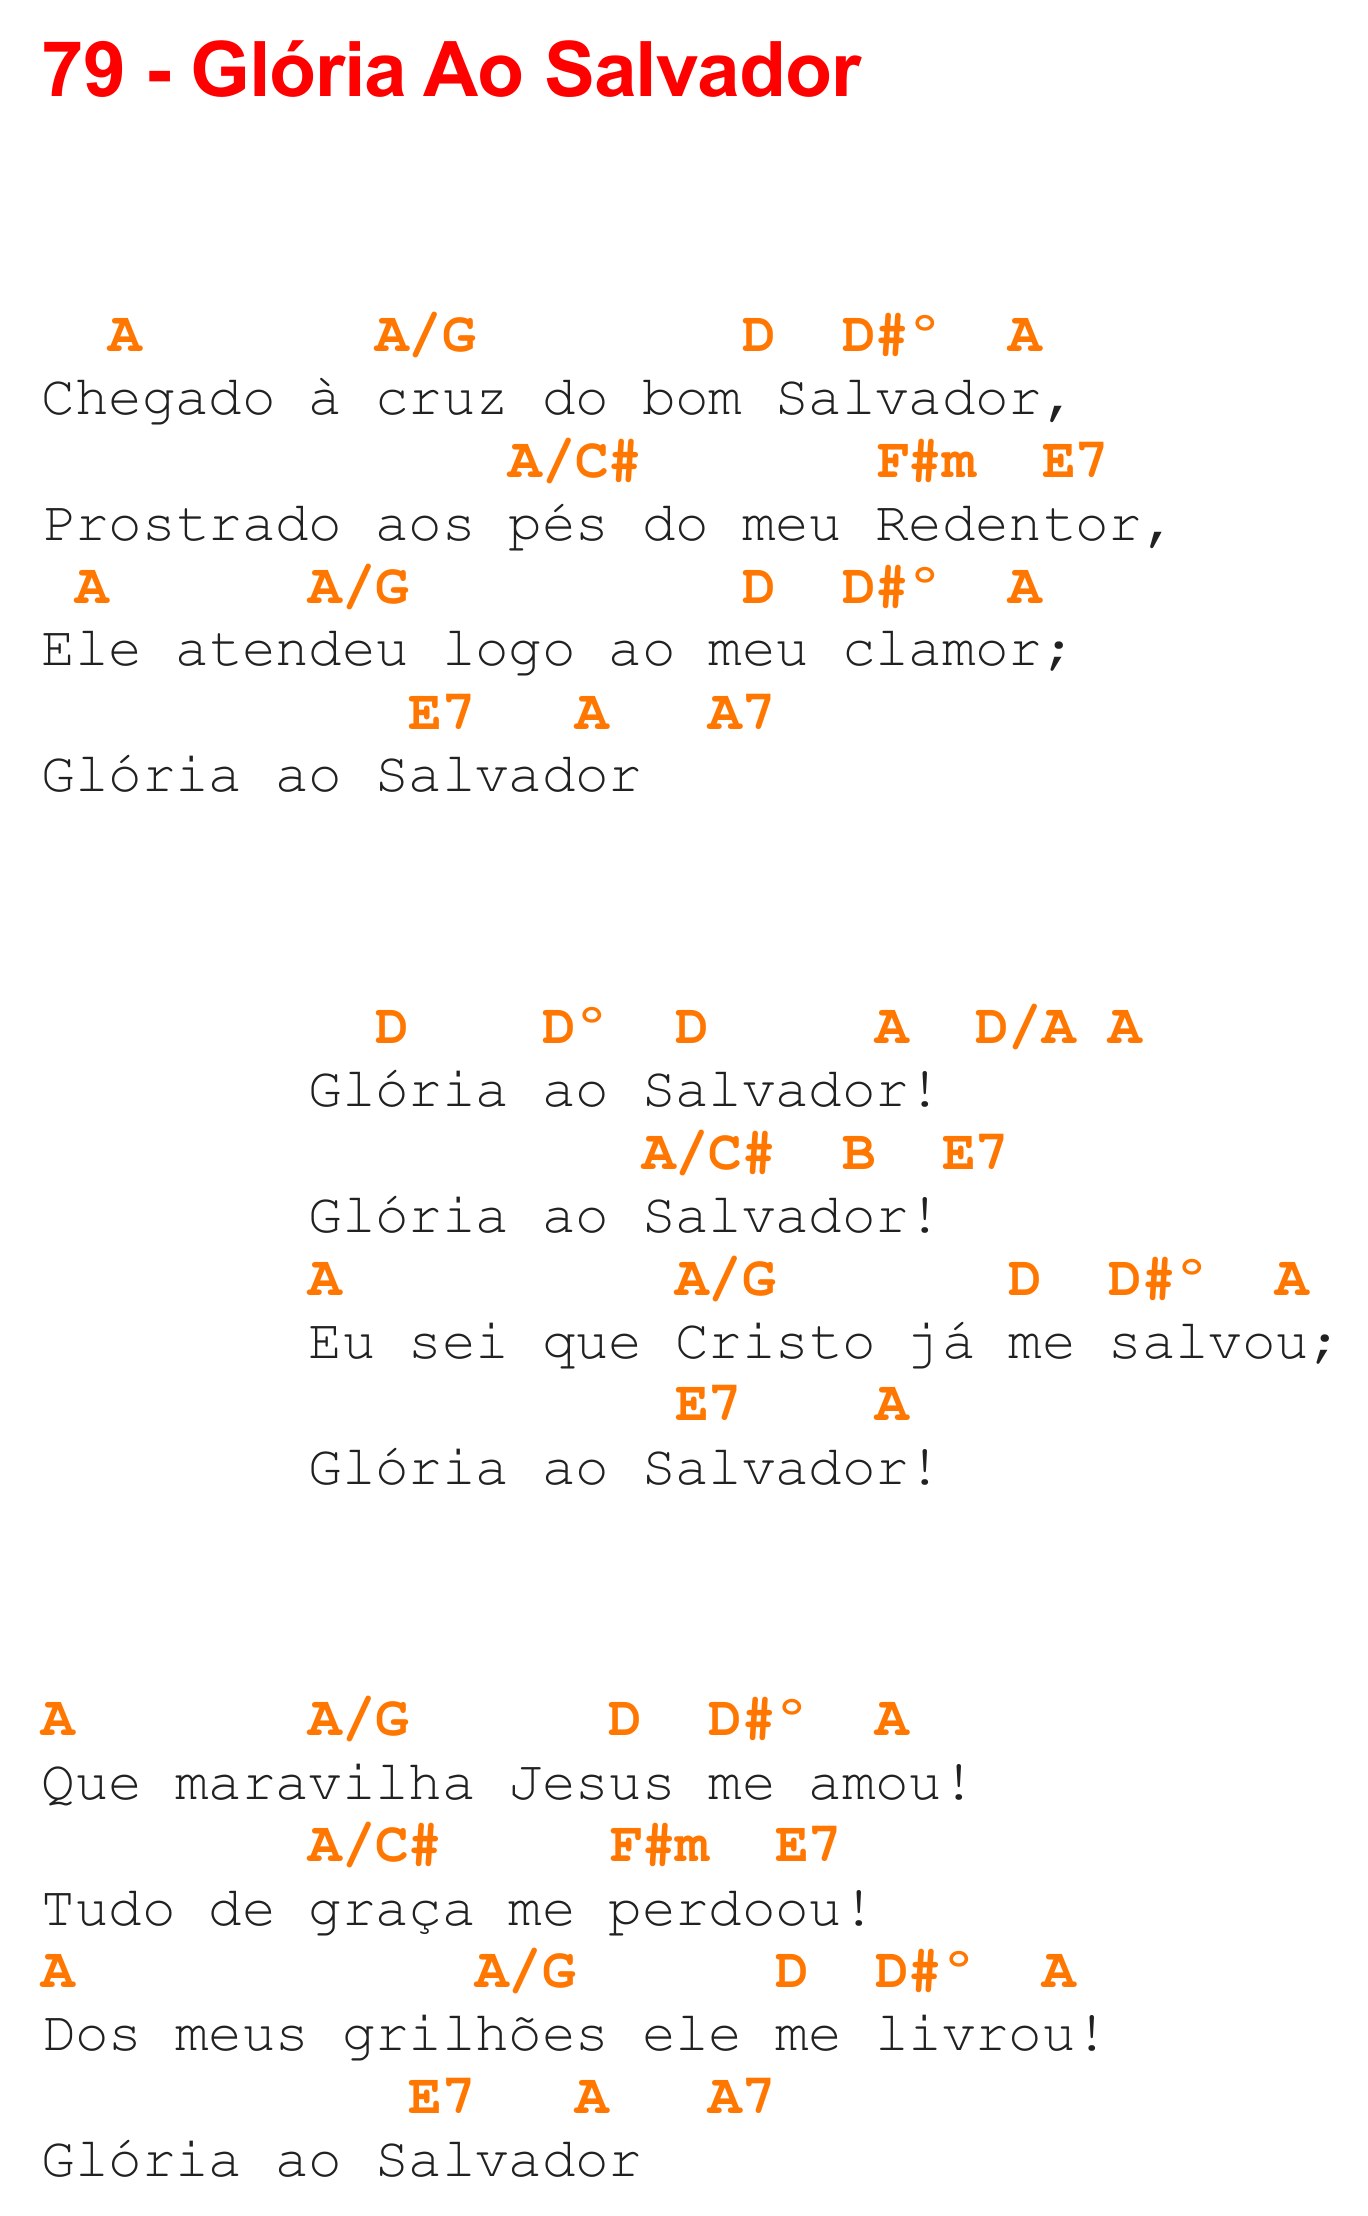 79 - Glória Ao Salvador
A A/G D D#º A
Chegado à cruz do bom Salvador,
A/C# F#m E7
Prostrado aos pés do meu Redentor,
A A/G D D#º A
Ele atendeu logo ao meu clamor;
E7 A A7
Glória ao Salvador
D Dº D A D/A A
Glória ao Salvador!
A/C# B E7
Glória ao Salvador!
A A/G D D#º A
Eu sei que Cristo já me salvou;
E7 A
Glória ao Salvador!
A A/G D D#º A
Que maravilha Jesus me amou!
A/C# F#m E7
Tudo de graça me perdoou!
A A/G D D#º A
Dos meus grilhões ele me livrou!
E7 A A7
Glória ao Salvador